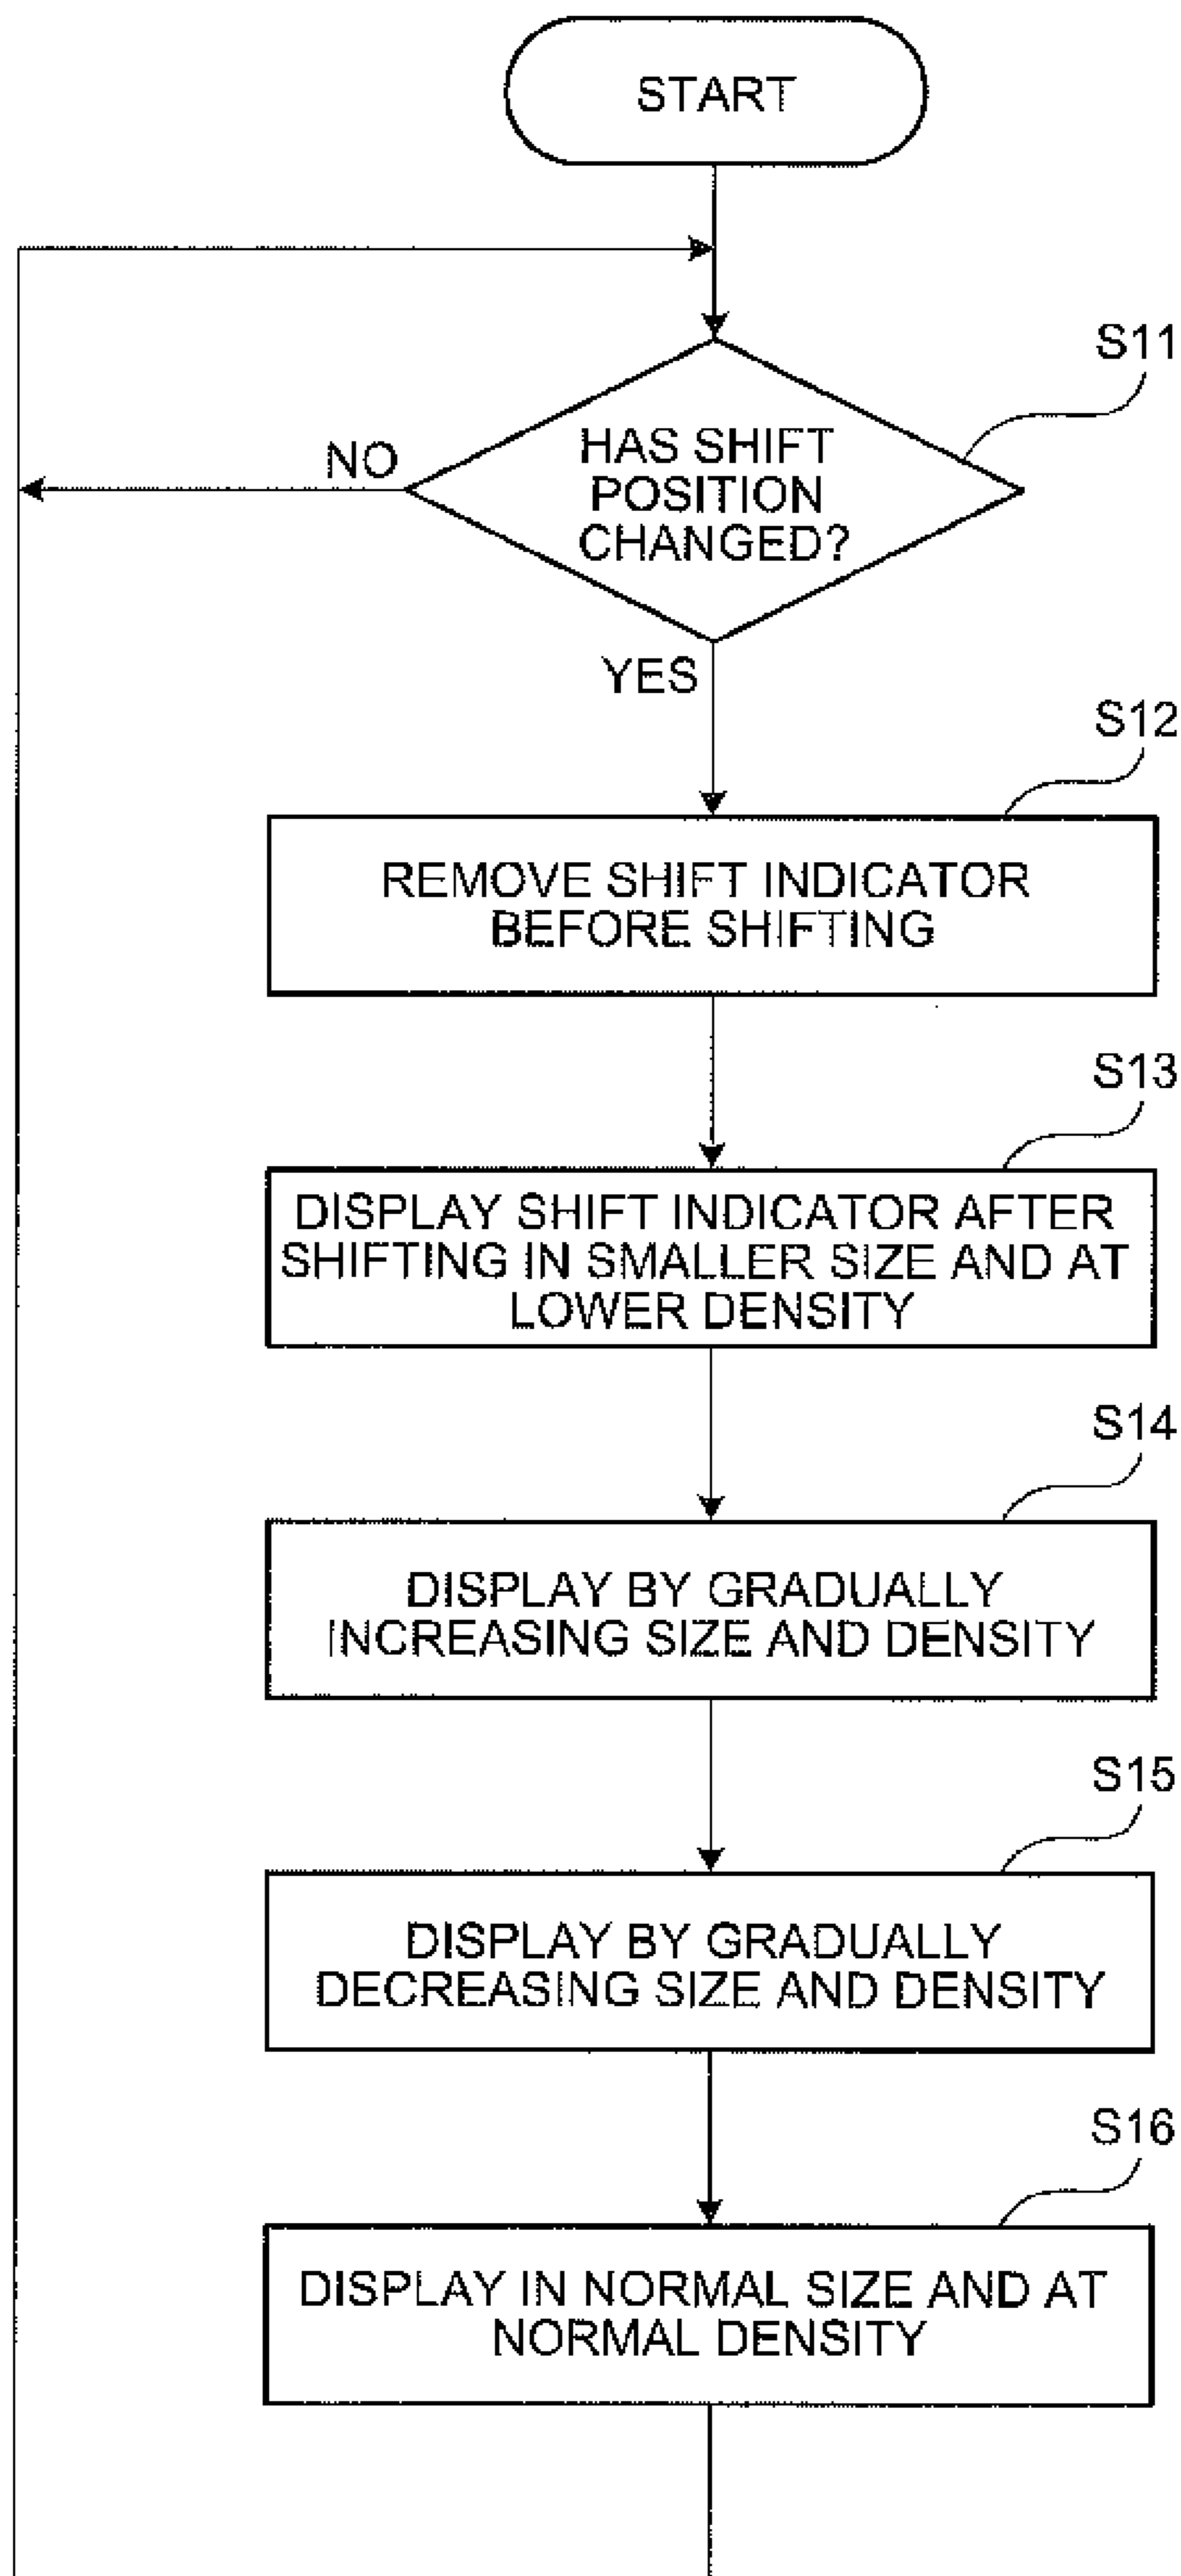 START
S11
HAS SHIFT
POSITION
CHANGED?
NO
YES
S12
REMOVE SHIFT INDICATOR
BEFORE SHIFTING
S13
DISPLAY SHIFT INDICATOR AFTER
SHIFTING IN SMALLER SIZE AND AT
LOWER DENSITY
S14
DISPLAY BY GRADUALLY
INCREASING SIZE AND DENSITY
S15
DISPLAY BY GRADUALLY
DECREASING SIZE AND DENSITY
S16
DISPLAY IN NORMAL SIZE AND AT
NORMAL DENSITY